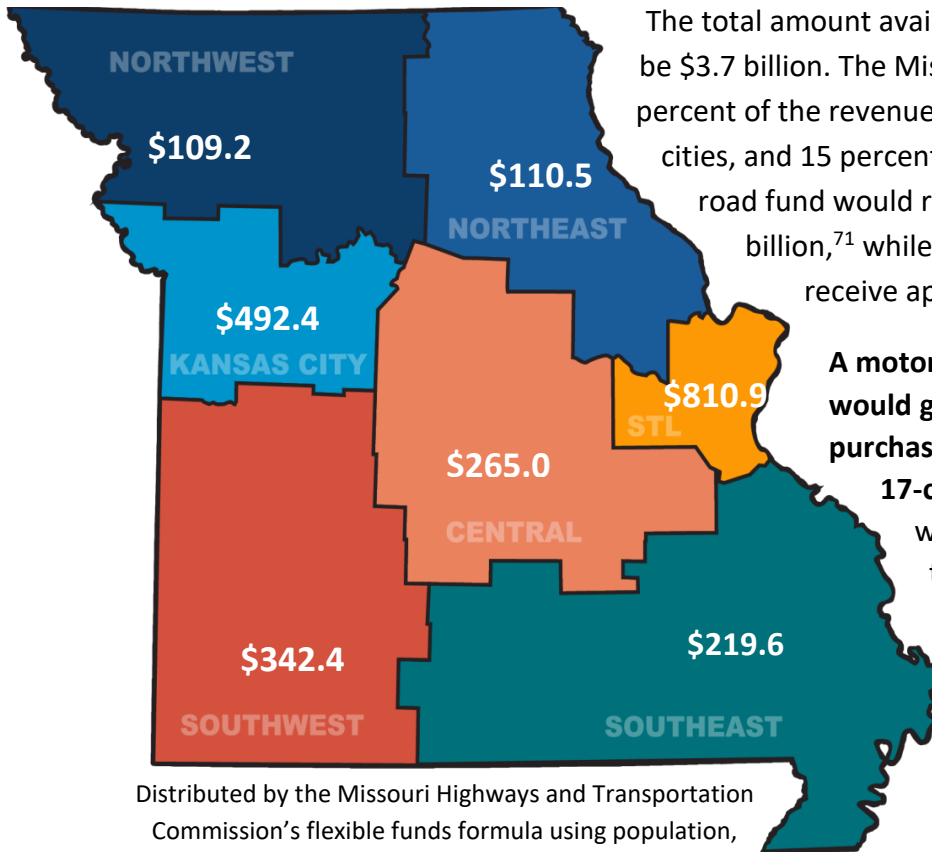 NORTHWEST
$109.2
$110.5
NORTHEAST
$492.4
KANSAS CITY
$810.9
STL
$265.0
CENTRAL
$342.4
SOUTHWEST
$219.6
SOUTHEAST
Distributed by the Missouri Highways and Transportation
Commission’s flexible funds formula using population,
The total amount avai
be $3.7 billion. The Mis
percent of the revenue
cities, and 15 percent
road fund would r
billion,71 while
receive ap
A motor
would g
purchas
17-c
w
t